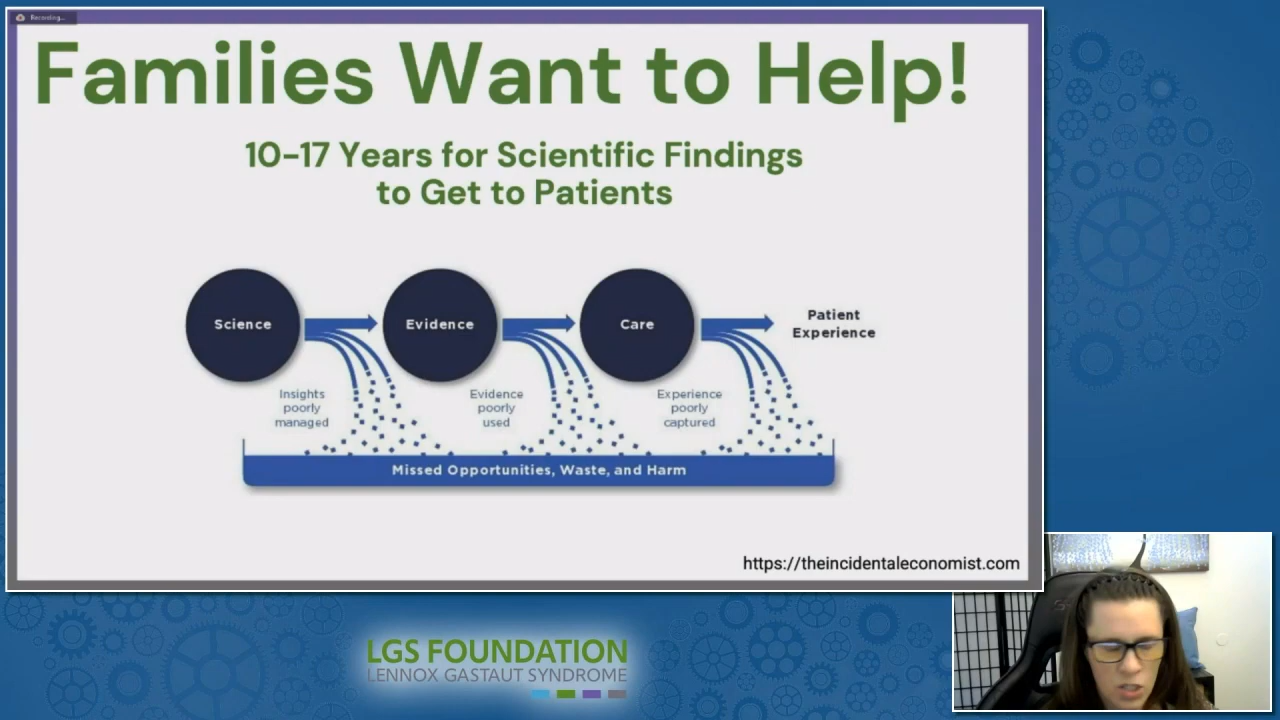 Recording...
Families Want to Help!
10-17 Years for Scientific Findings
to Get to Patients
Science
Evidence
Care
Patient
Experience
Insights
poorly
managed
Evidence
poorly
used
Experience
poorly
captured
Missed Opportunities, Waste, and Harm
https://theincidentaleconomist.com
LGS FOUNDATION
LENNOX GASTAUT SYNDROME